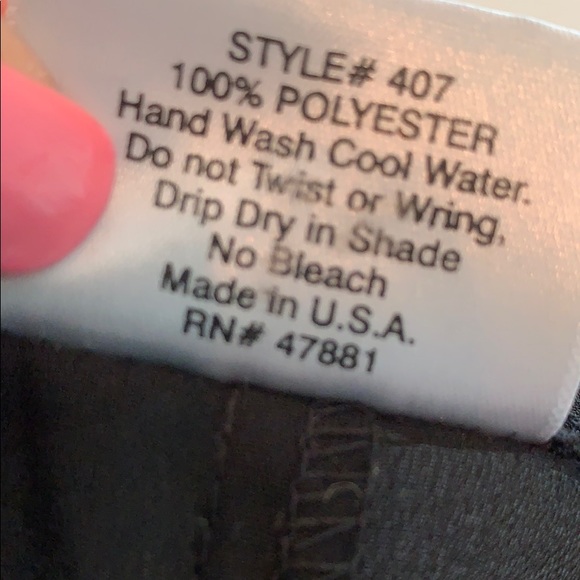 STYLE# 407
100% POLYESTER
Hand Wash Cool Water.
Do not Twist or Wring,
Drip Dry in Shade
No Bleach
Made in U.S.A.
RN# 47881